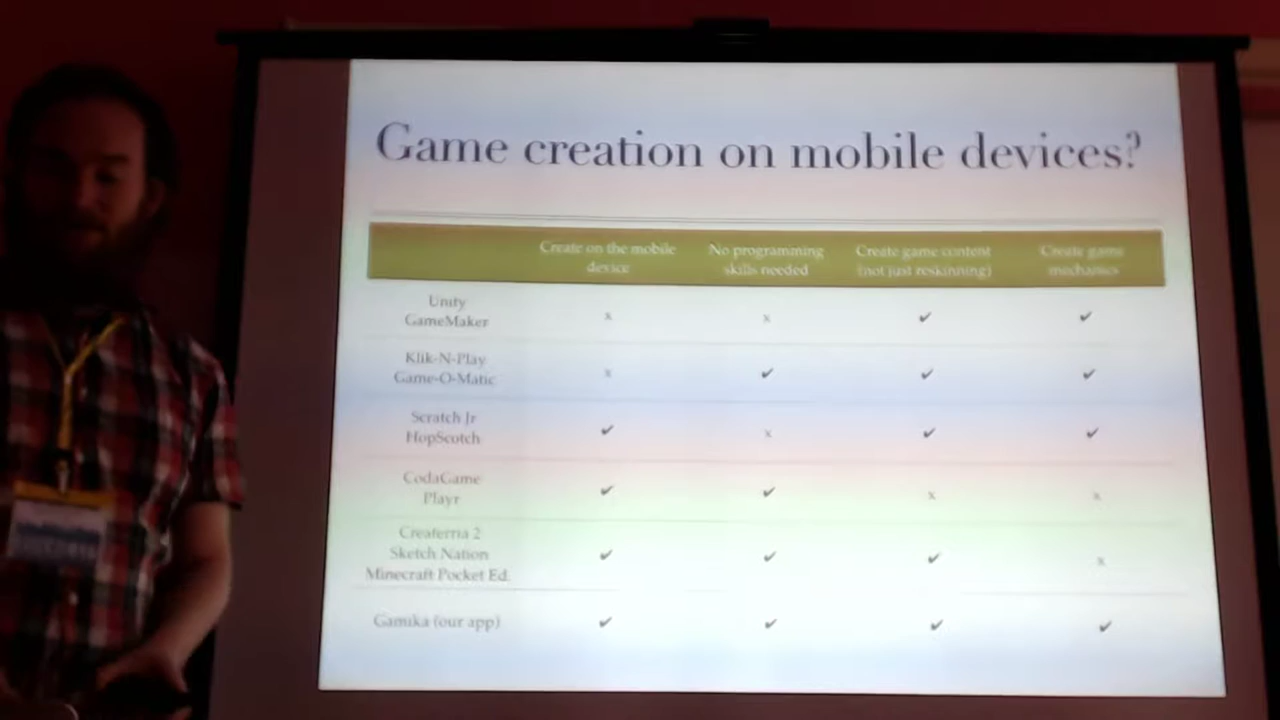 Game creation on mobile devices?
Create on the mobile device
No programming skills needed
Create game content (not just reskinning)
Create game mechanics
Unity
GameMaker
x x ✔ ✔
Klik-N-Play
Game-O-Matic
x ✔ ✔ ✔
Scratch Jr
HopScotch
✔ x ✔ ✔
CodaGame
Playr
✔ ✔ x x
Createrria 2
Sketch Nation
Minecraft Pocket Ed.
✔ ✔ ✔ x
Gamika (our app)
✔ ✔ ✔ ✔